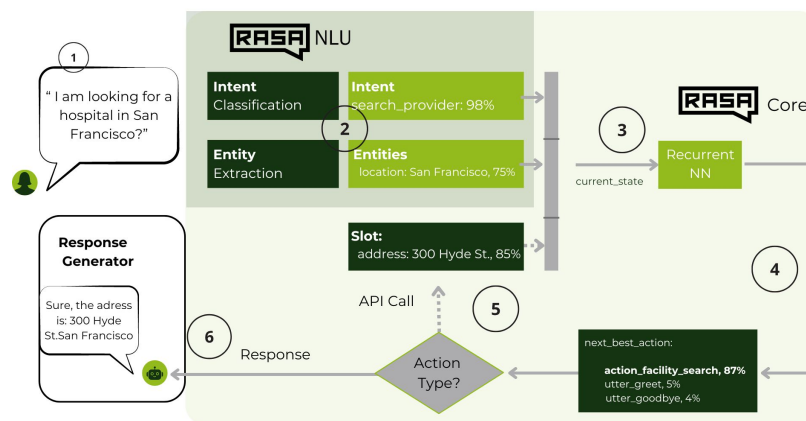 1
“ I am looking for a
hospital in San
Francisco?”
RASA NLU
Intent
Classification
Intent
search_provider: 98%
2
Entity
Extraction
Entities
location: San Francisco, 75%
3
current_state
RASA Core
Recurrent
NN
Slot:
address: 300 Hyde St., 85%
4
API Call
5
next_best_action:
action_facility_search, 87%
utter_greet, 5%
utter_goodbye, 4%
Action
Type?
6
Response
Response
Generator
Sure, the adress
is: 300 Hyde
St.San Francisco